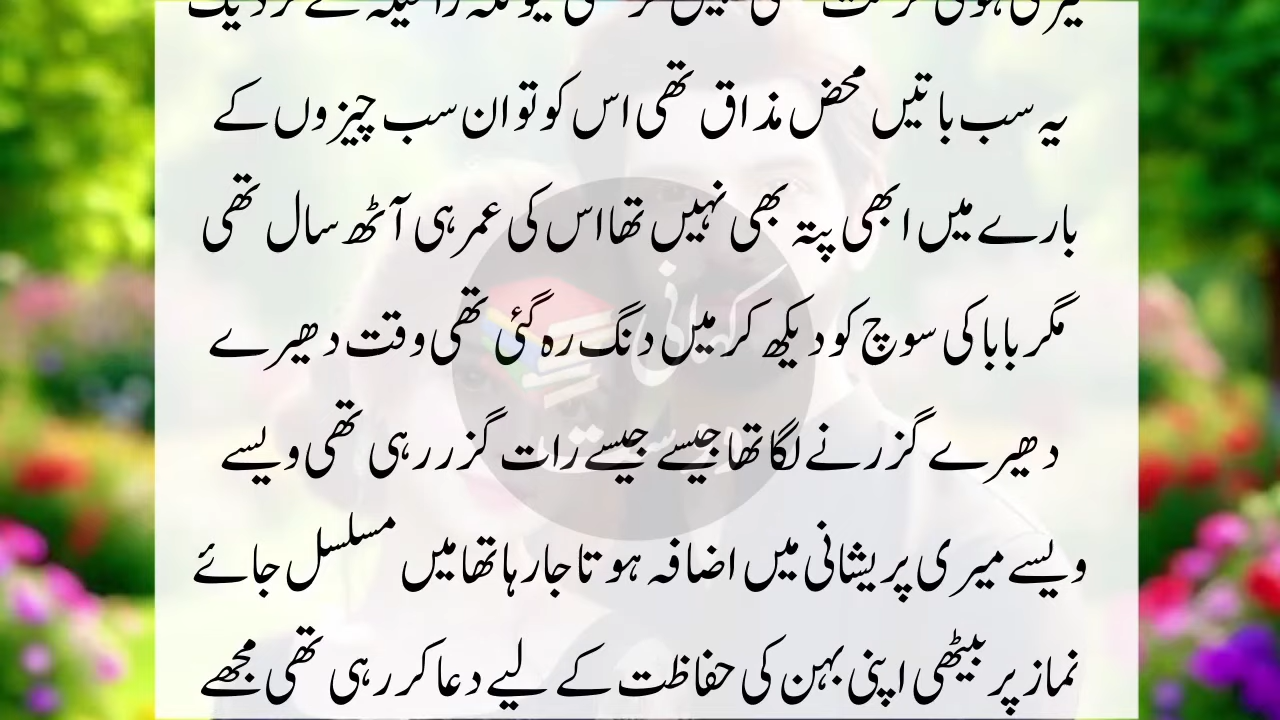 یہ سب باتیں محض مذاق تھی اس کو تو ان سب چیزوں کے
بارے میں ابھی پتہ بھی نہیں تھا اس کی عمر ہی آٹھ سال تھی
مگر بابا کی سوچ کو دیکھ کر میں دنگ رہ گئی تھی وقت دھیرے
دھیرے گزرنے لگا تھا جیسے جیسے رات گزر رہی تھی ویسے
ویسے میری پریشانی میں اضافہ ہوتا جا رہا تھا میں مسلسل جائے
نماز پر بیٹھی اپنی بہن کی حفاظت کے لیے دعا کر رہی تھی مجھے
کہانی